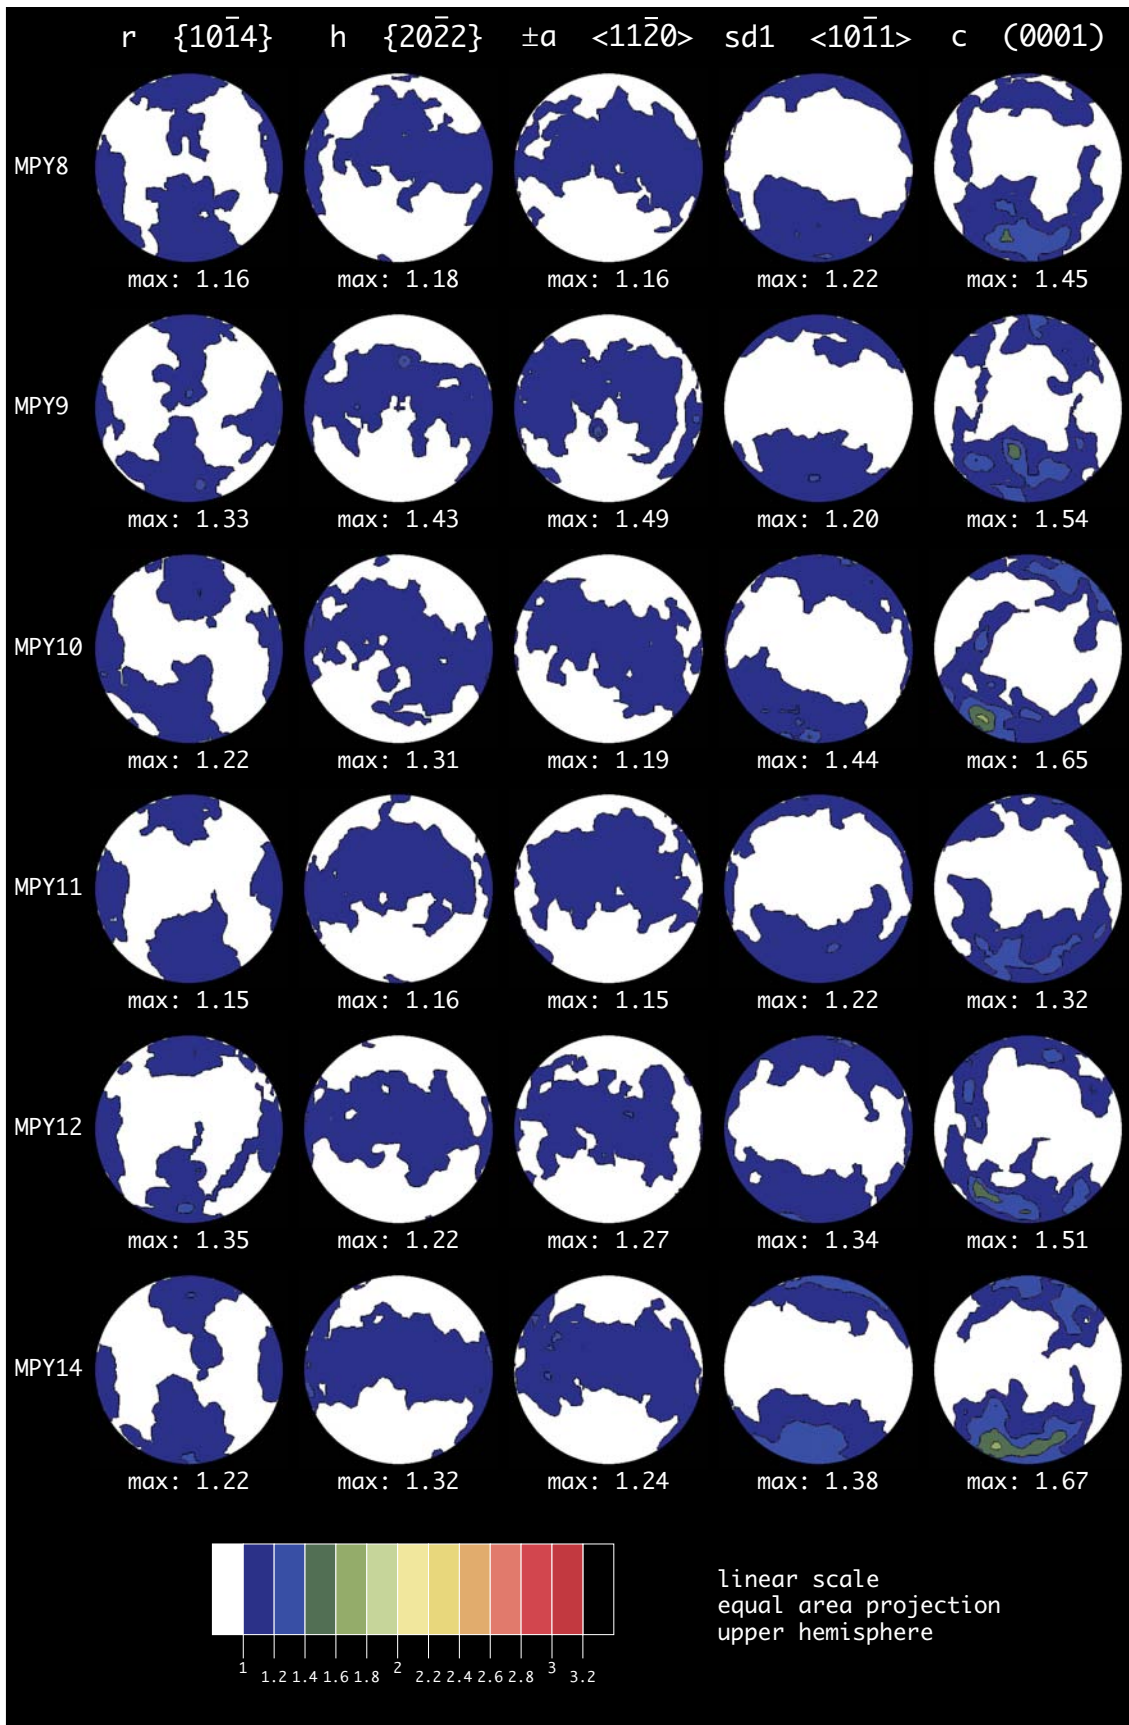 r {101̄4} h {202̄2} ±a <112̄0> sd1 <101̄1> c (0001)
MPY8
max: 1.16 max: 1.18 max: 1.16 max: 1.22 max: 1.45
MPY9
max: 1.33 max: 1.43 max: 1.49 max: 1.20 max: 1.54
MPY10
max: 1.22 max: 1.31 max: 1.19 max: 1.44 max: 1.65
MPY11
max: 1.15 max: 1.16 max: 1.15 max: 1.22 max: 1.32
MPY12
max: 1.35 max: 1.22 max: 1.27 max: 1.34 max: 1.51
MPY14
max: 1.22 max: 1.32 max: 1.24 max: 1.38 max: 1.67
1 1.2 1.4 1.6 1.8 2 2.2 2.4 2.6 2.8 3 3.2
linear scale
equal area projection
upper hemisphere